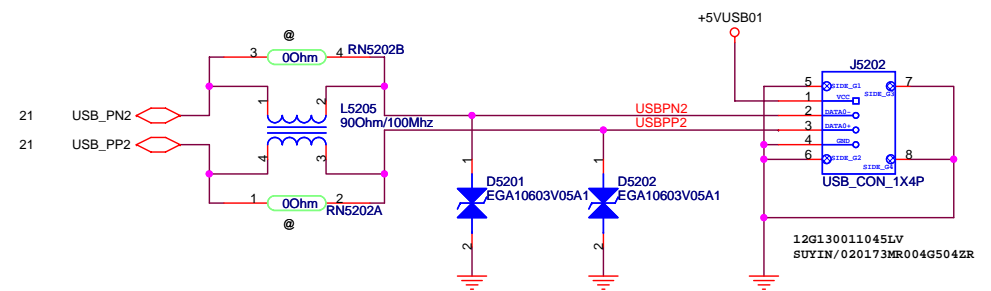 +5VUSB01
@
3
0Ohm
4
RN5202B
J5202
5
SIDE_G1
SIDE_G3
7
1
VCC
21
USB_PN2
1
2
L5205
90Ohm/100Mhz
USBPN2
2
DATA0-
21
USB_PP2
4
3
USBPP2
3
DATA0+
4
GND
6
SIDE_G2
SIDE_G4
8
USB_CON_1X4P
1
0Ohm
2
RN5202A
@
1
D5201
EGA10603V05A1
2
1
D5202
EGA10603V05A1
2
12G130011045LV
SUYIN/020173MR004G504ZR